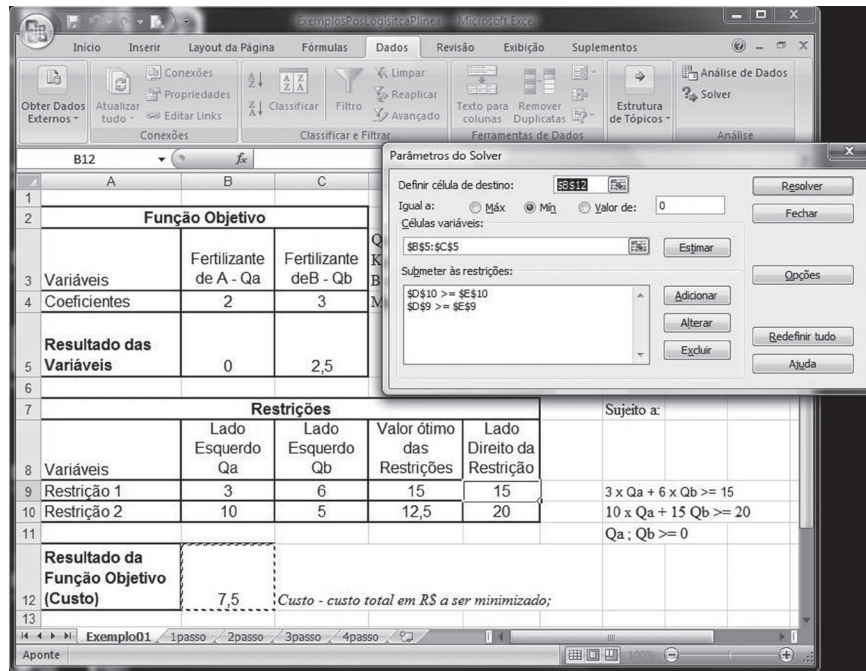 ExemplosPosLogisitcaPlinea - Microsoft Excel
Início Inserir Layout da Página Fórmulas Dados Revisão Exibição Suplementos
Obter Dados Externos
Atualizar tudo
Conexões
Propriedades
Editar Links
Conexões
Classificar
Filtro
Limpar
Reaplicar
Avançado
Classificar e Filtrar
Texto para colunas
Remover Duplicatas
Ferramentas de Dados
Estrutura de Tópicos
Análise de Dados
Solver
Análise
B12 fx
A B C
1
2 Função Objetivo
3 Variáveis Fertilizante de A - Qa Fertilizante deB - Qb
4 Coeficientes 2 3
5 Resultado das Variáveis 0 2,5
6
7 Restrições Sujeito a:
8 Variáveis Lado Esquerdo Qa Lado Esquerdo Qb Valor ótimo das Restrições Lado Direito da Restrição
9 Restrição 1 3 6 15 15 3 x Qa + 6 x Qb >= 15
10 Restrição 2 10 5 12,5 20 10 x Qa + 15 Qb >= 20
11 Qa ; Qb >= 0
12 Resultado da Função Objetivo (Custo) 7,5 Custo - custo total em R$ a ser minimizado;
13
Parâmetros do Solver
Definir célula de destino: $B$12
Igual a: Máx Mín Valor de: 0
Células variáveis:
$B$5:$C$5
Estimar
Submeter às restrições:
$D$10 >= $E$10
$D$9 >= $E$9
Adicionar
Alterar
Excluir
Resolver
Fechar
Opções
Redefinir tudo
Ajuda
Exemplo01 1passo 2passo 3passo 4passo
Aponte 100%